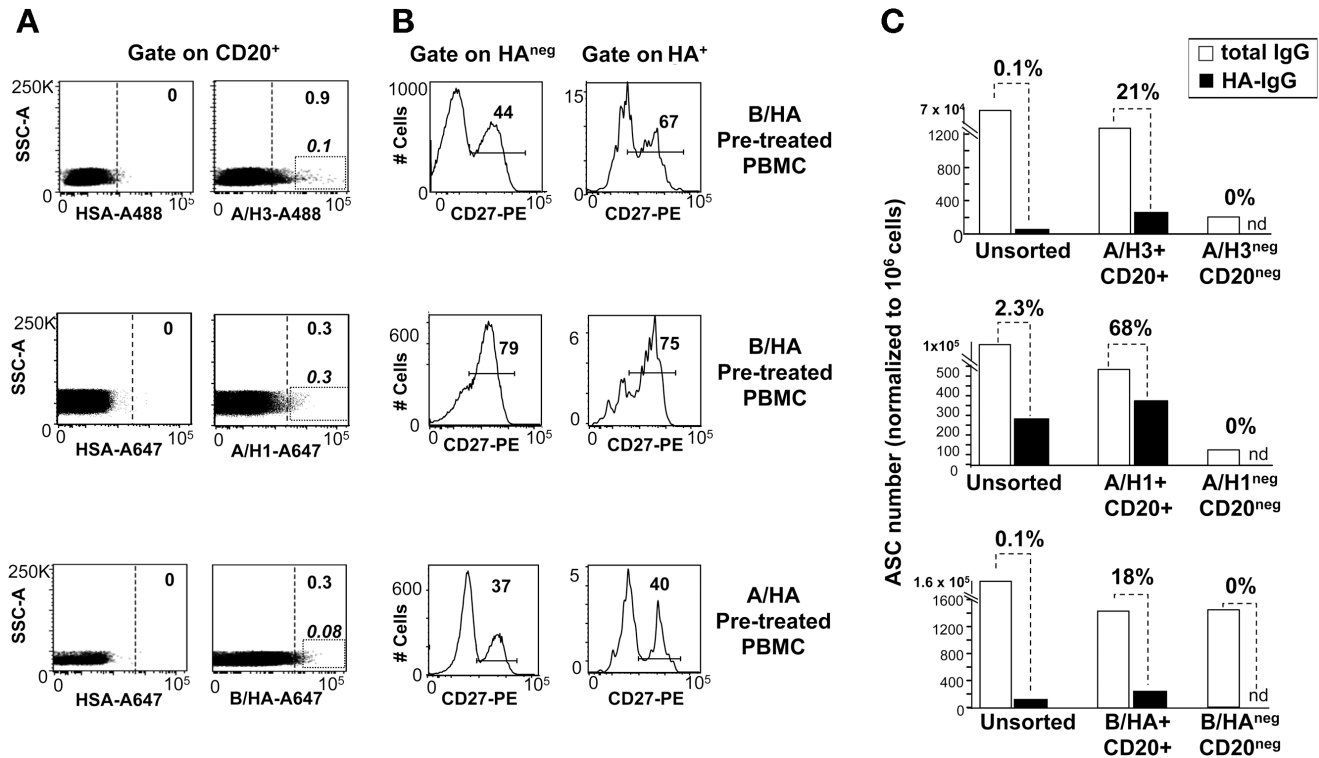 A
Gate on CD20+
250K
SSC-A
0
0
0
10⁵
HSA-A488
0.9
0.1
0
10⁵
A/H3-A488
250K
SSC-A
0
0
0
10⁵
HSA-A647
0.3
0.3
0
10⁵
A/H1-A647
250K
SSC-A
0
0
0
10⁵
HSA-A647
0.3
0.08
0
10⁵
B/HA-A647
B
Gate on HAneg
Gate on HA+
1000
# Cells
0
44
0
10⁵
CD27-PE
15
0
67
0
10⁵
CD27-PE
B/HA
Pre-treated
PBMC
600
# Cells
0
79
0
10⁵
CD27-PE
6
0
75
0
10⁵
CD27-PE
B/HA
Pre-treated
PBMC
600
# Cells
0
37
0
10⁵
CD27-PE
5
0
40
0
10⁵
CD27-PE
A/HA
Pre-treated
PBMC
C
total IgG
HA-IgG
ASC number (normalized to 10⁶ cells)
7 x 10⁴
1200
800
400
0
0.1%
21%
0%
nd
Unsorted
A/H3+
CD20+
A/H3neg
CD20neg
1x10⁵
500
400
300
200
100
0
2.3%
68%
0%
nd
Unsorted
A/H1+
CD20+
A/H1neg
CD20neg
1.6 x 10⁵
1600
1200
800
400
0
0.1%
18%
0%
nd
Unsorted
B/HA+
CD20+
B/HAneg
CD20neg